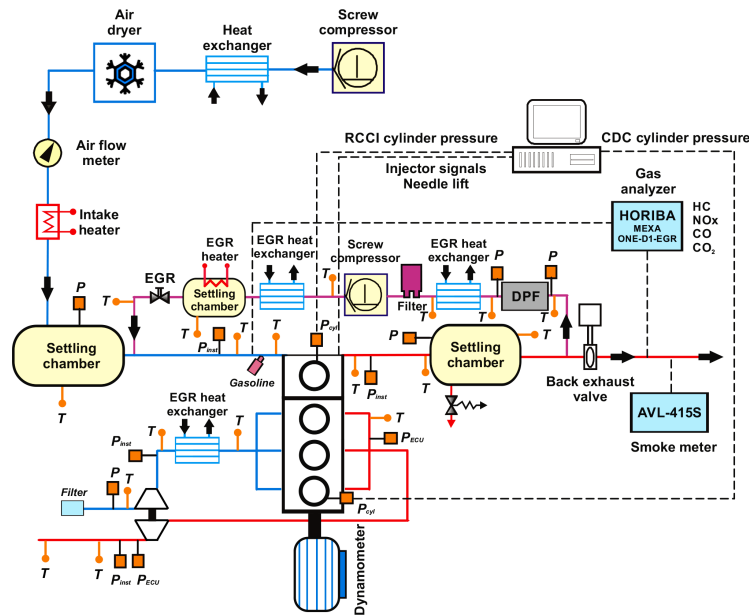 Air
dryer
Heat
exchanger
Screw
compressor
Air flow
meter
RCCI cylinder pressure
CDC cylinder pressure
Injector signals
Needle lift
Gas
analyzer
HORIBA
MEXA
ONE-D1-EGR
HC
NOx
CO
CO2
Intake
heater
EGR
EGR
heater
EGR heat
exchanger
Screw
compressor
EGR heat
exchanger
Settling
chamber
Filter
DPF
P
P
P
T
T
T
T
T
T
Settling
chamber
T
Pinst
T
T
Gasoline
Pcyl
T
Pinst
P
Settling
chamber
T
Back exhaust
valve
AVL-415S
Smoke meter
EGR heat
exchanger
Pinst
T
T
T
PECU
Filter
P
T
Pcyl
T
T
Pinst
PECU
Dynamometer